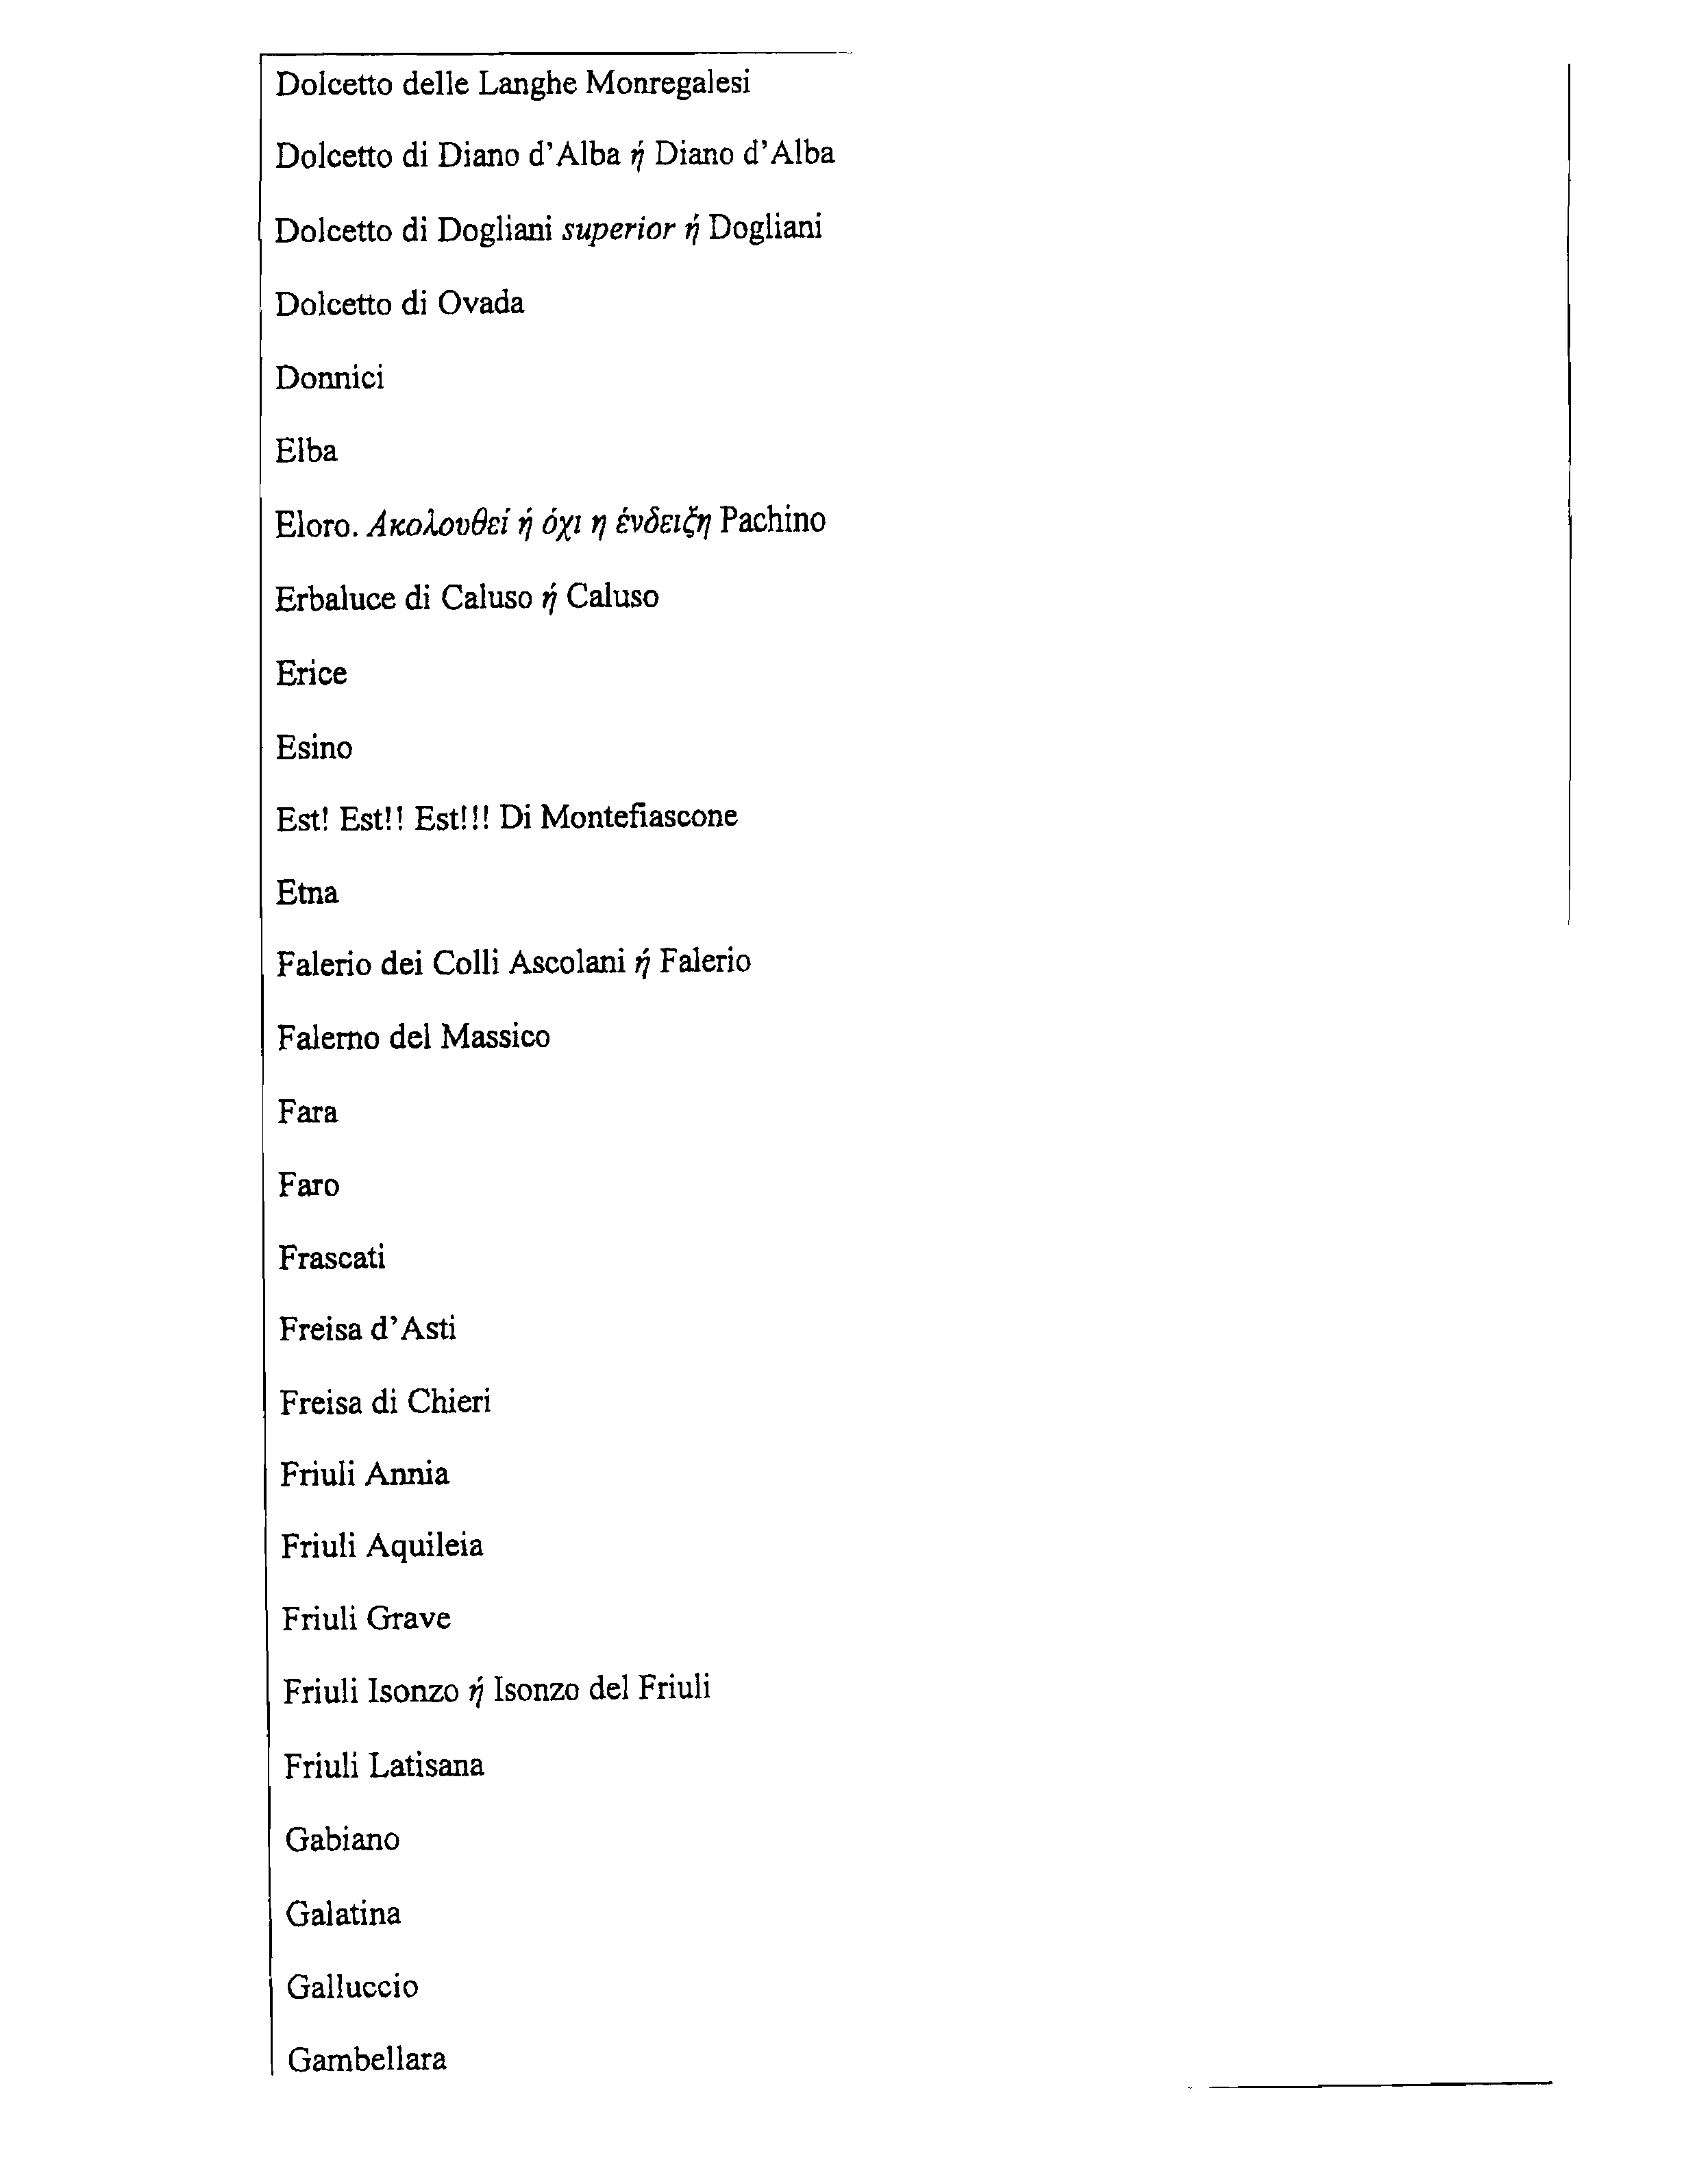 Dolcetto delle Langhe Monregalesi
Dolcetto di Diano d’Alba ή Diano d’Alba
Dolcetto di Dogliani superior ή Dogliani
Dolcetto di Ovada
Donnici
Elba
Eloro. Ακολουθεί ή όχι η ένδειξη Pachino
Erbaluce di Caluso ή Caluso
Erice
Esino
Est! Est!! Est!!! Di Montefiascone
Etna
Falerio dei Colli Ascolani ή Falerio
Falerno del Massico
Fara
Faro
Frascati
Freisa d’Asti
Freisa di Chieri
Friuli Annia
Friuli Aquileia
Friuli Grave
Friuli Isonzo ή Isonzo del Friuli
Friuli Latisana
Gabiano
Galatina
Galluccio
Gambellara